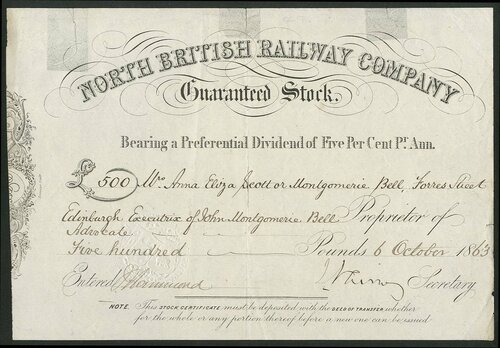 NORTH BRITISH RAILWAY COMPANY
Guaranteed Stock.
Bearing a Preferential Dividend of Five Per Cent Pr. Ann.
£500 Mrs Anna Eliza Scott or Montgomerie Bell, Forres Street
Edinburgh Executrix of John Montgomerie Bell Proprietor of
Advocate
Five hundred Pounds 6 October 1863
Entered Secretary
NOTE. This STOCK CERTIFICATE must be deposited with the DEED OF TRANSFER whether
for the whole or any portion thereof before a new one can be issued